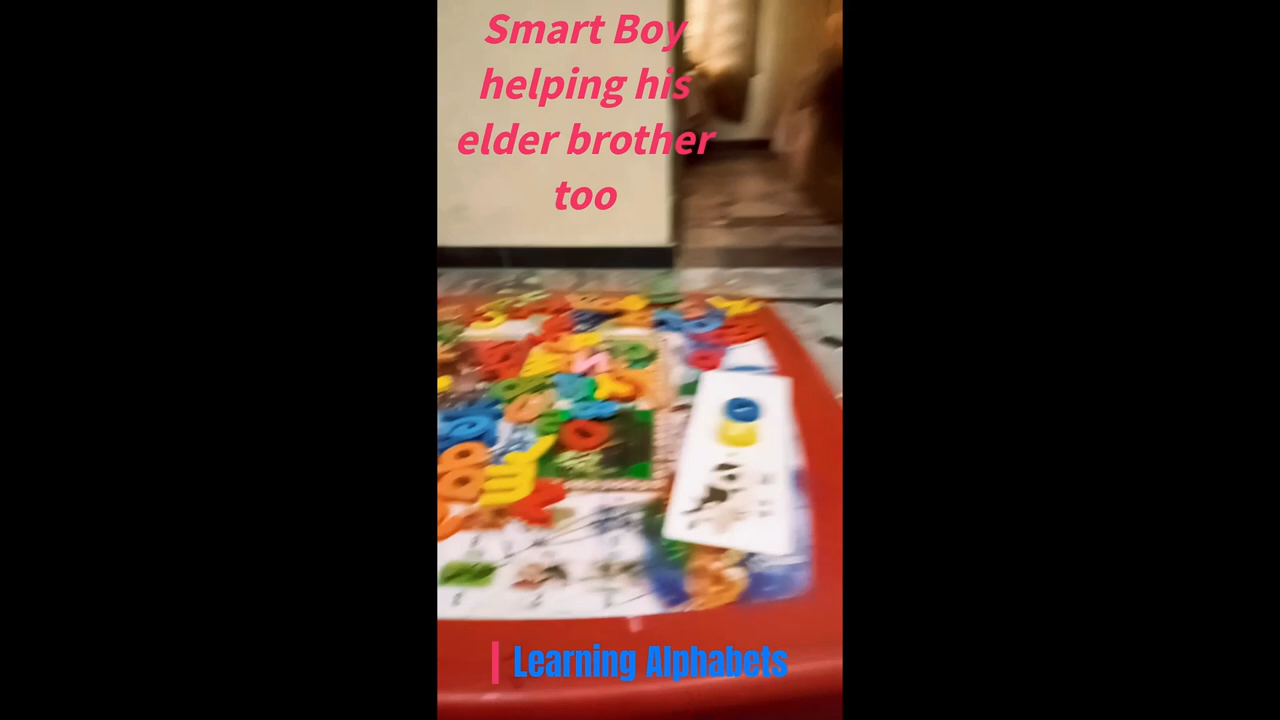 Smart Boy
helping his
elder brother
too
| Learning Alphabets